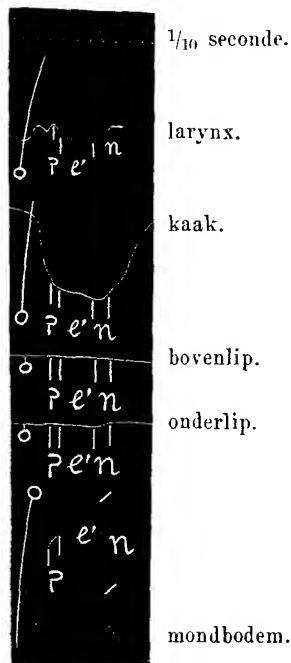 1/10 seconde.
larynx.
P e' n
kaak.
P e' n
bovenlip.
P e' n
onderlip.
P e' n
e' n
P
mondbodem.